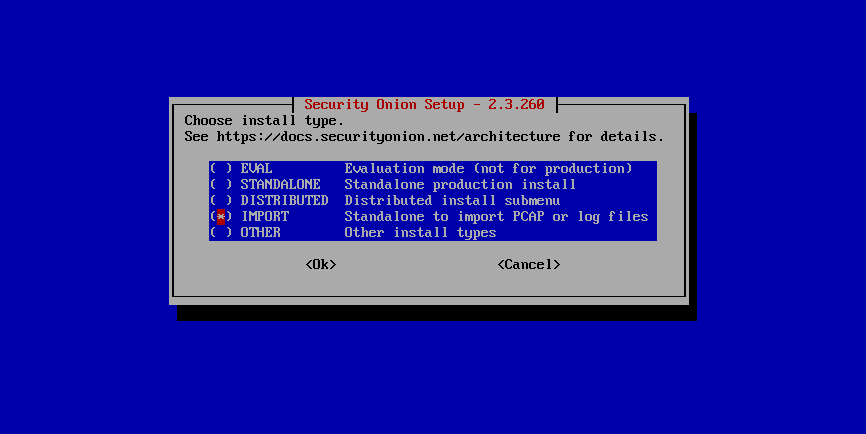 Security Onion Setup - 2.3.260
Choose install type.
See https://docs.securityonion.net/architecture for details.
( ) EVAL Evaluation mode (not for production)
( ) STANDALONE Standalone production install
( ) DISTRIBUTED Distributed install submenu
(*) IMPORT Standalone to import PCAP or log files
( ) OTHER Other install types
<Ok> <Cancel>